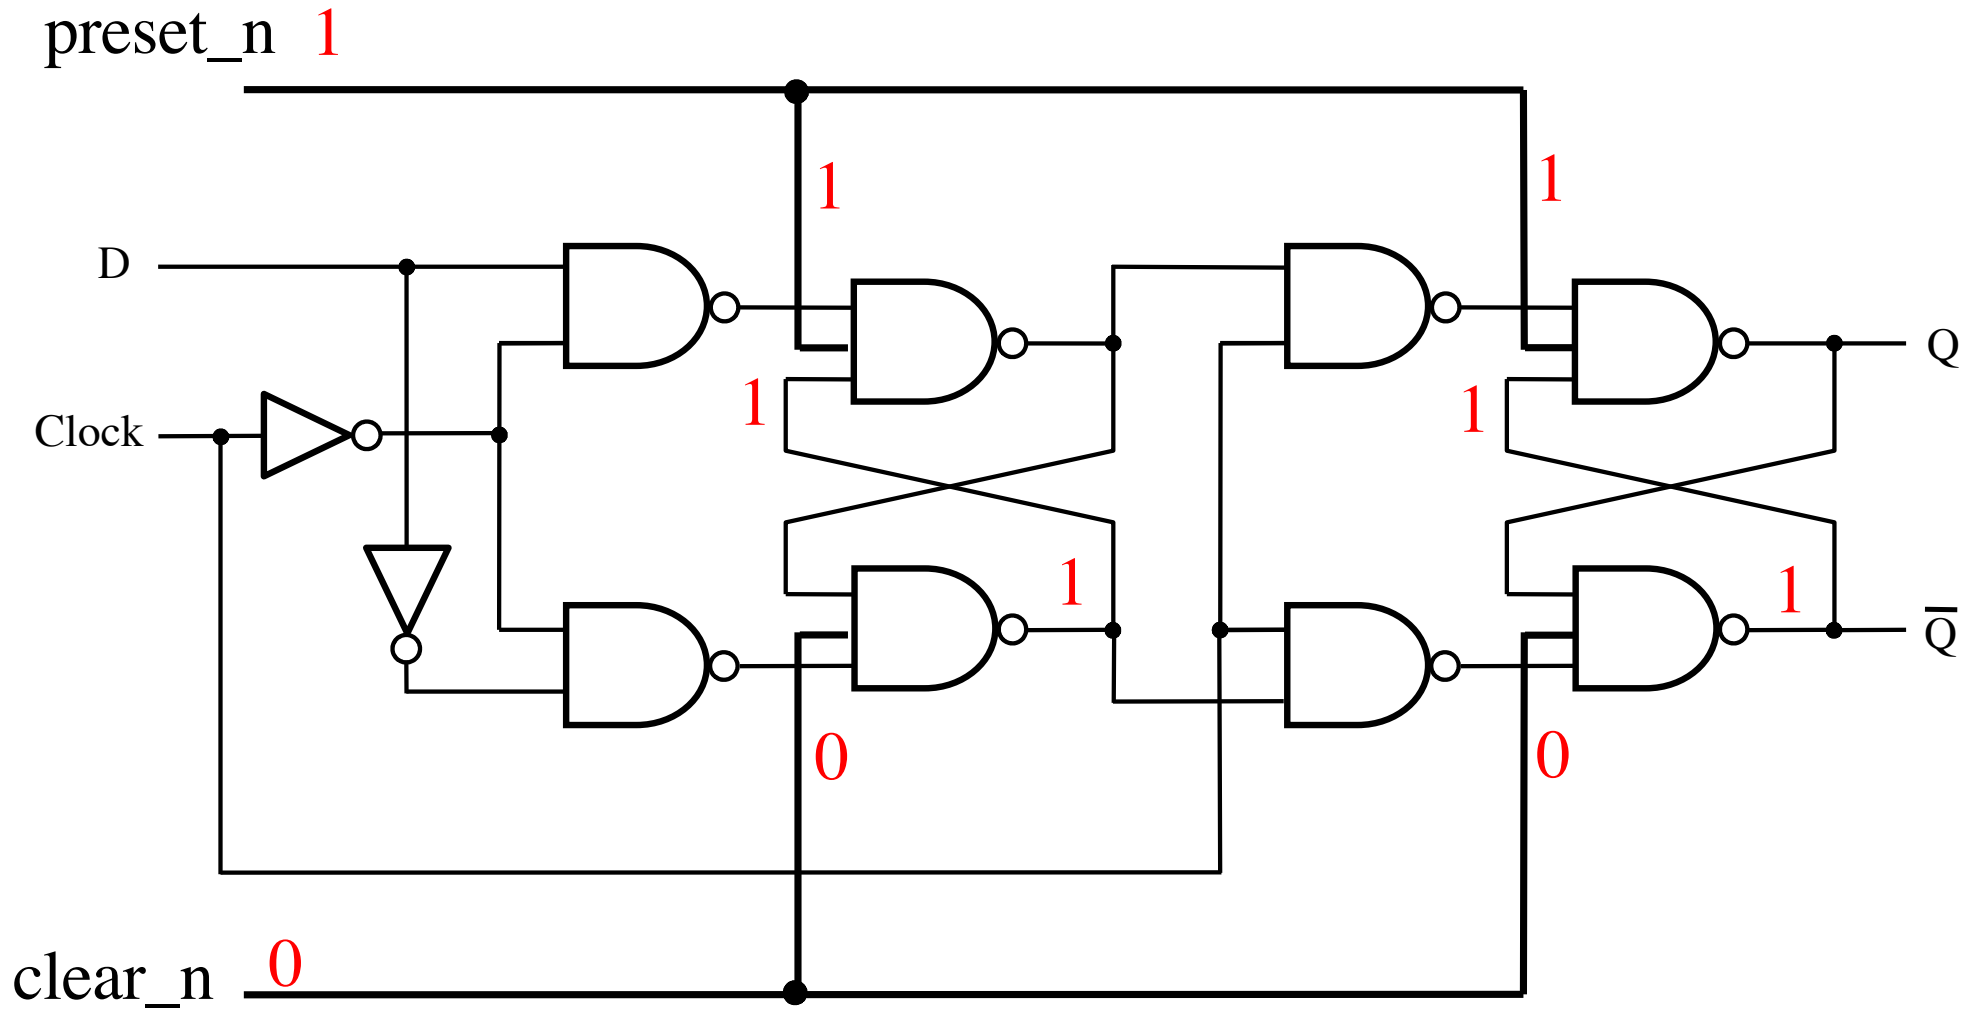 preset_n 1
1 1
D
Q
1 1
Clock
1 1
Q̅
0 0
clear_n 0